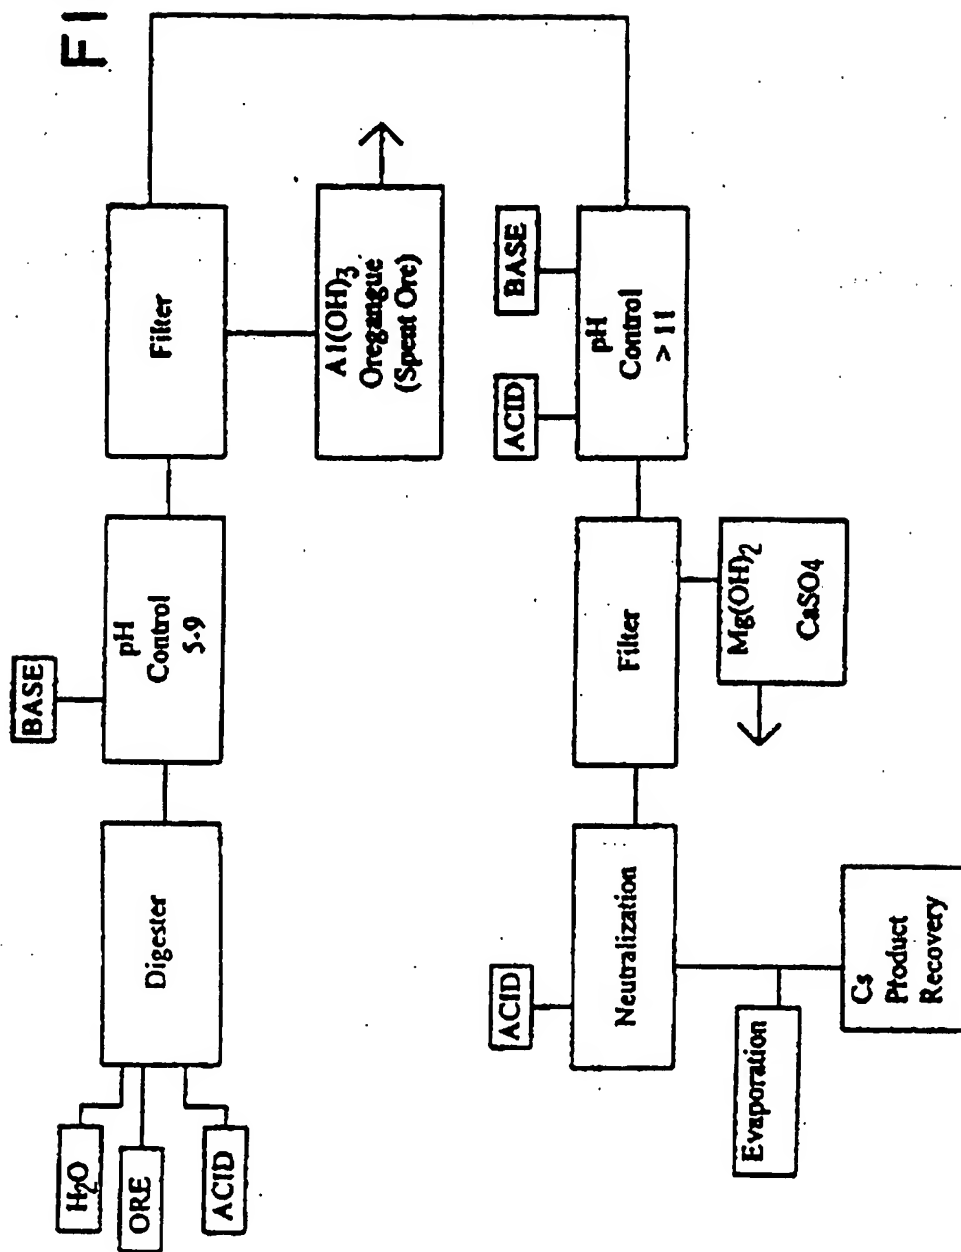 FI
H2O
ORE
ACID
Digester
BASE
pH
Control
5-9
Filter
Al(OH)3
Oregangue
(Spent Ore)
ACID
BASE
pH
Control
> 11
Filter
Mg(OH)2
CaSO4
ACID
Neutralization
Evaporation
Cs
Product
Recovery